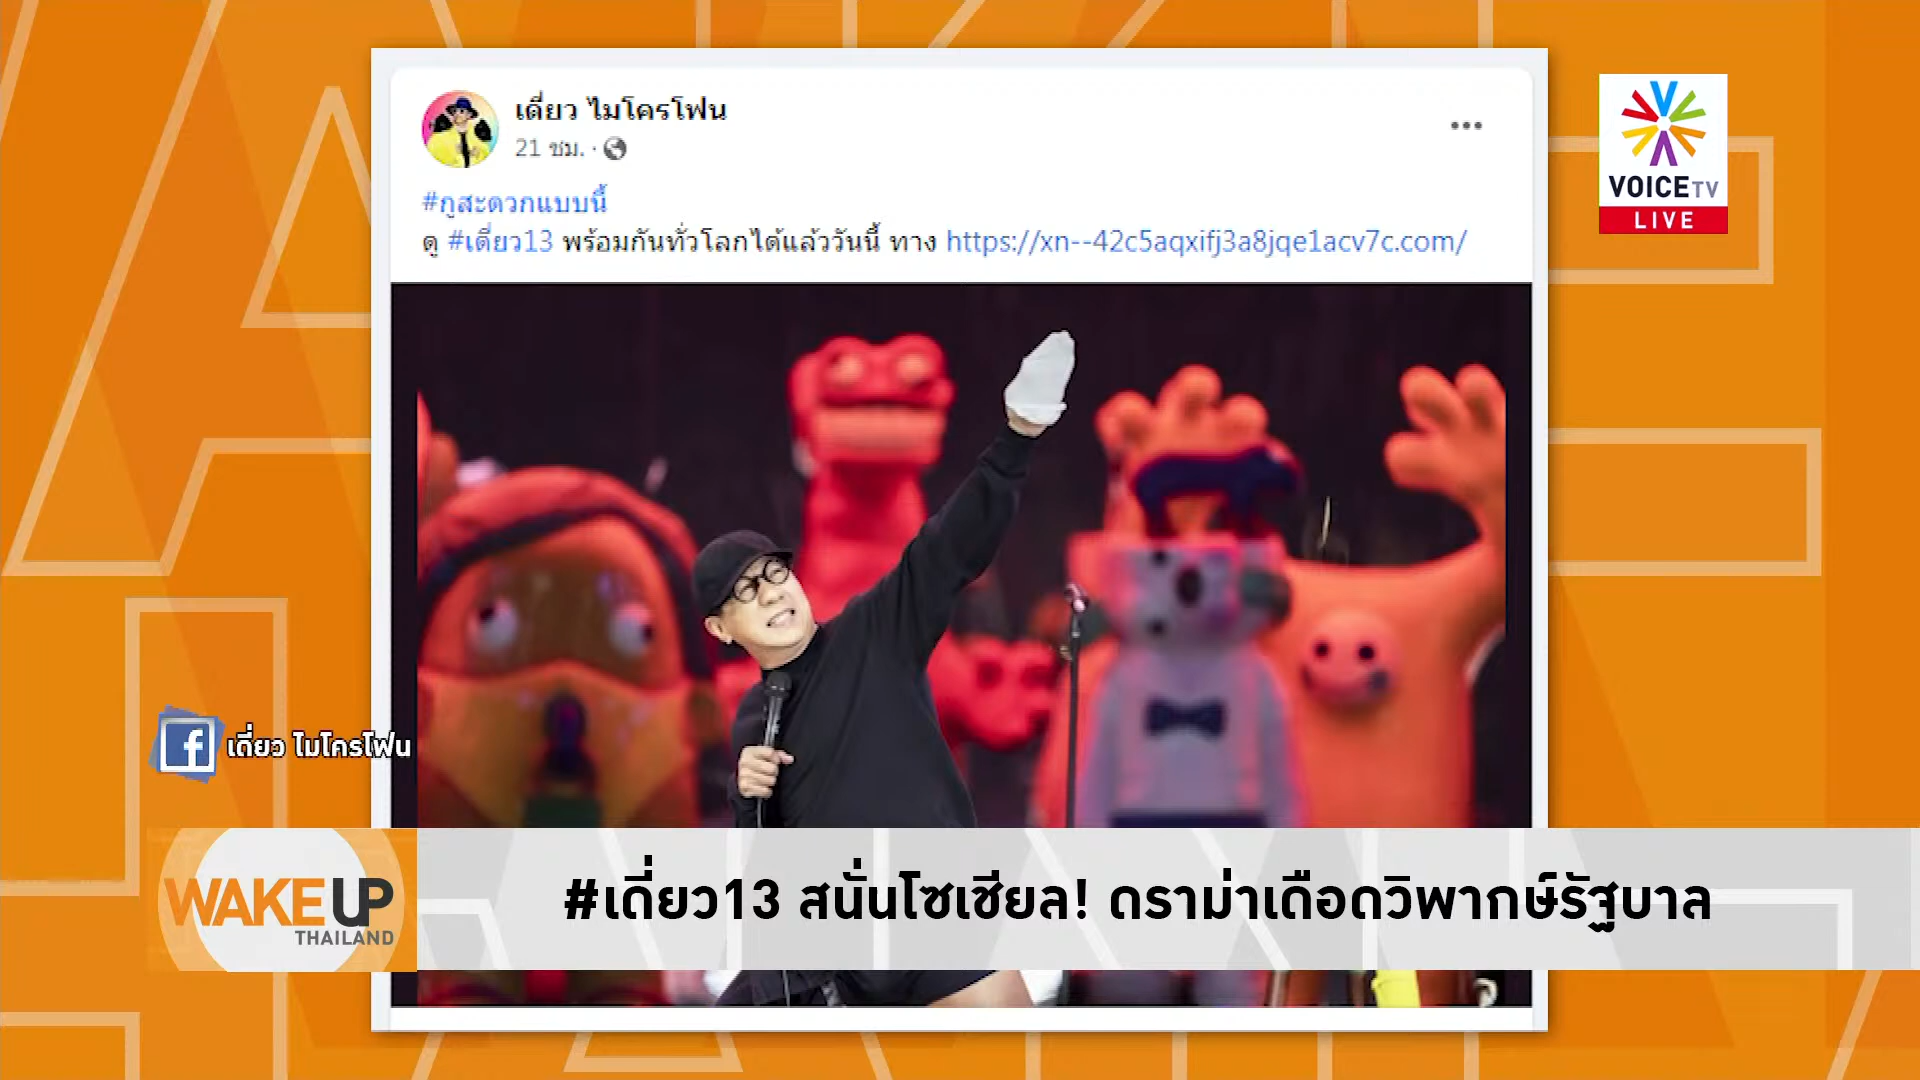 เดี่ยว ไมโครโฟน
21 ชม. ·
#กูสะดวกแบบนี้
ดู #เดี่ยว13 พร้อมกันทั่วโลกได้แล้ววันนี้ ทาง https://xn--42c5aqxifj3a8jqe1acv7c.com/
VOICE TV
LIVE
f เดี่ยว ไมโครโฟน
WAKE UP
THAILAND
#เดี่ยว13 สนั่นโซเชียล! ดราม่าเดือดวิพากษ์รัฐบาล